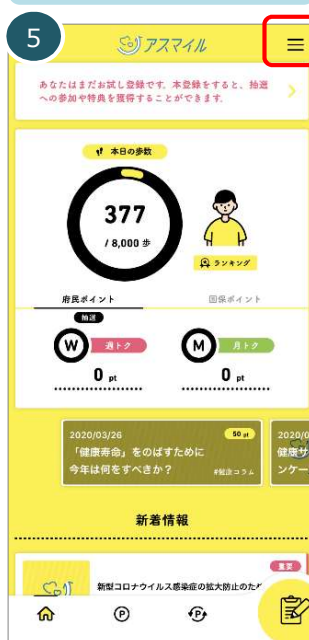 5
アスマイル
あなたはまだお試し登録です。本登録をすると、抽選
への参加や特典を獲得することができます。
本日の歩数
377
/ 8,000 歩
ランキング
府民ポイント
国保ポイント
抽選
W 週トク
M 月トク
0 pt
0 pt
2020/03/26
50 pt
「健康寿命」をのばすために
今年は何をすべきか？
#健康コラム
2020/0
健康サ
ンケー
新着情報
重要
新型コロナウイルス感染症の拡大防止のため
P
P